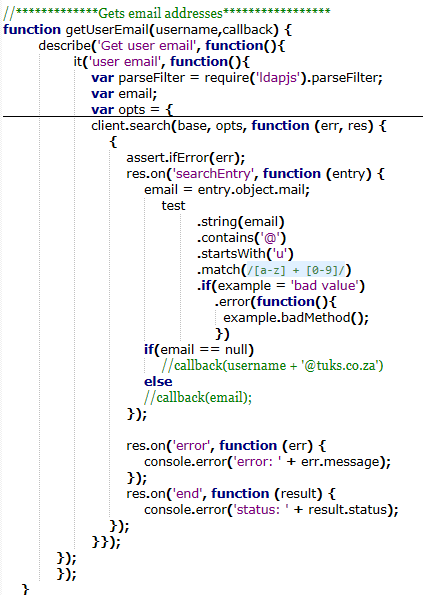 //*************Gets email addresses*****************
function getUserEmail(username,callback) {
describe('Get user email', function(){
it('user email', function(){
var parseFilter = require('ldapjs').parseFilter;
var email;
var opts = {
client.search(base, opts, function (err, res) {
{
assert.ifError(err);
res.on('searchEntry', function (entry) {
email = entry.object.mail;
test
.string(email)
.contains('@')
.startsWith('u')
.match(/[a-z] + [0-9]/)
.if(example = 'bad value')
.error(function(){
example.badMethod();
})
if(email == null)
//callback(username + '@tuks.co.za')
else
//callback(email);
});
res.on('error', function (err) {
console.error('error: ' + err.message);
});
res.on('end', function (result) {
console.error('status: ' + result.status);
});
}});
});
});
}